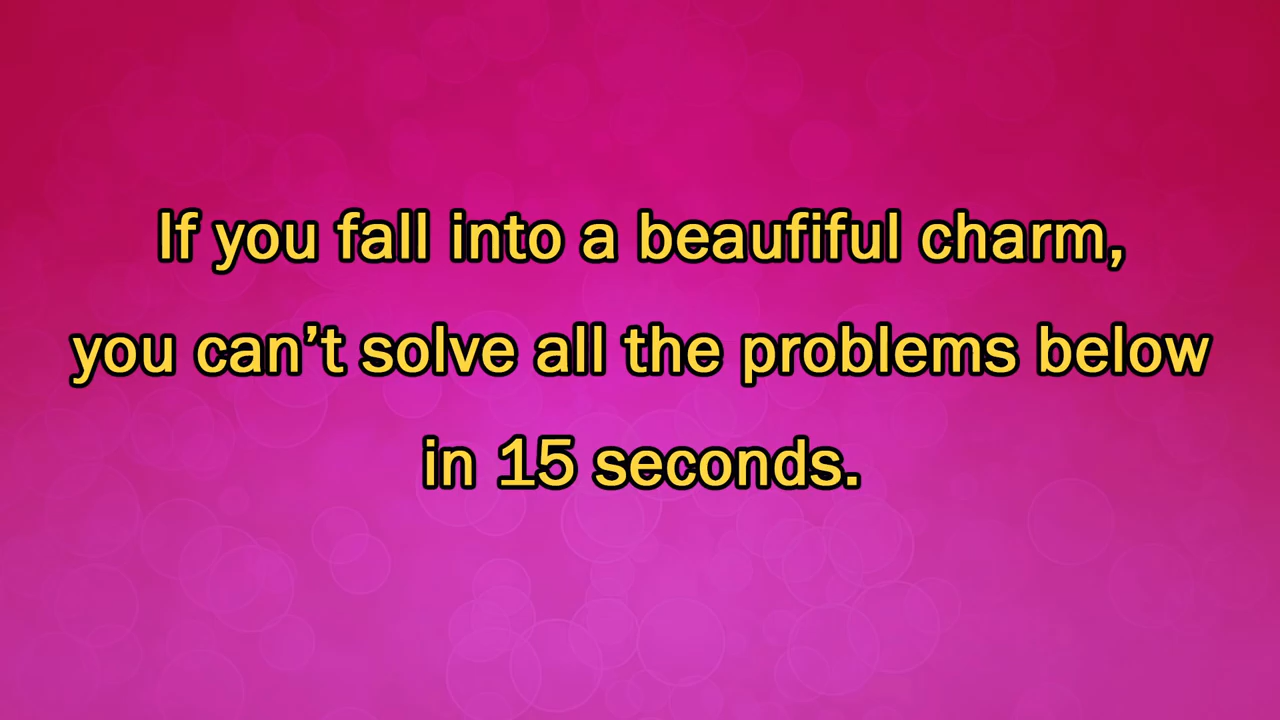 If you fall into a beaufiful charm,
you can’t solve all the problems below
in 15 seconds.